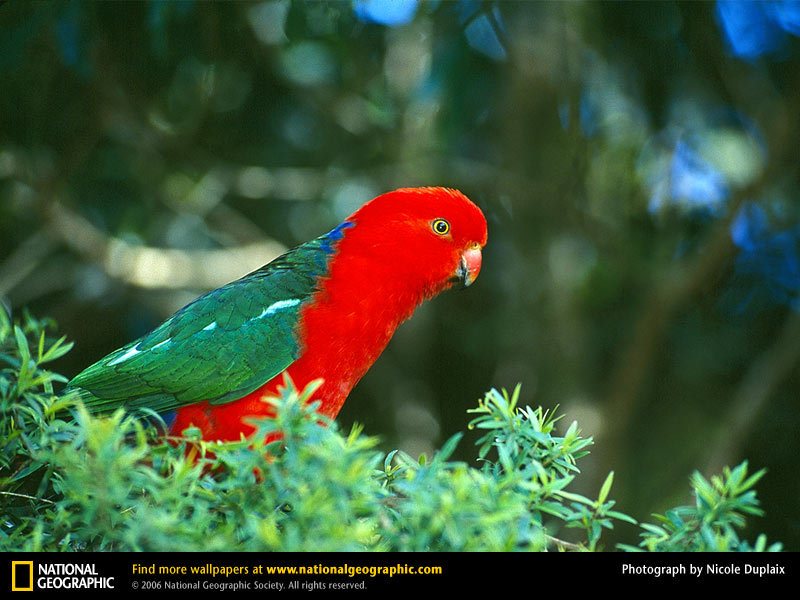 NATIONAL
GEOGRAPHIC
Find more wallpapers at www.nationalgeographic.com
© 2006 National Geographic Society. All rights reserved.
Photograph by Nicole Duplaix